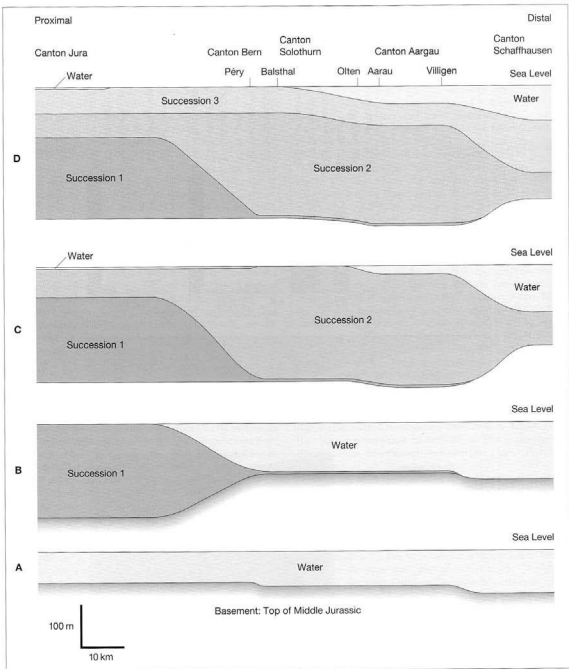 Proximal
Distal
Canton Jura
Canton Bern
Canton
Solothurn
Canton Aargau
Canton
Schaffhausen
Péry
Balsthal
Olten
Aarau
Villigen
Sea Level
Water
Succession 3
Water
D
Succession 1
Succession 2
Sea Level
Water
Water
C
Succession 1
Succession 2
Sea Level
Water
B
Succession 1
Sea Level
A
Water
Basement: Top of Middle Jurassic
100 m
10 km